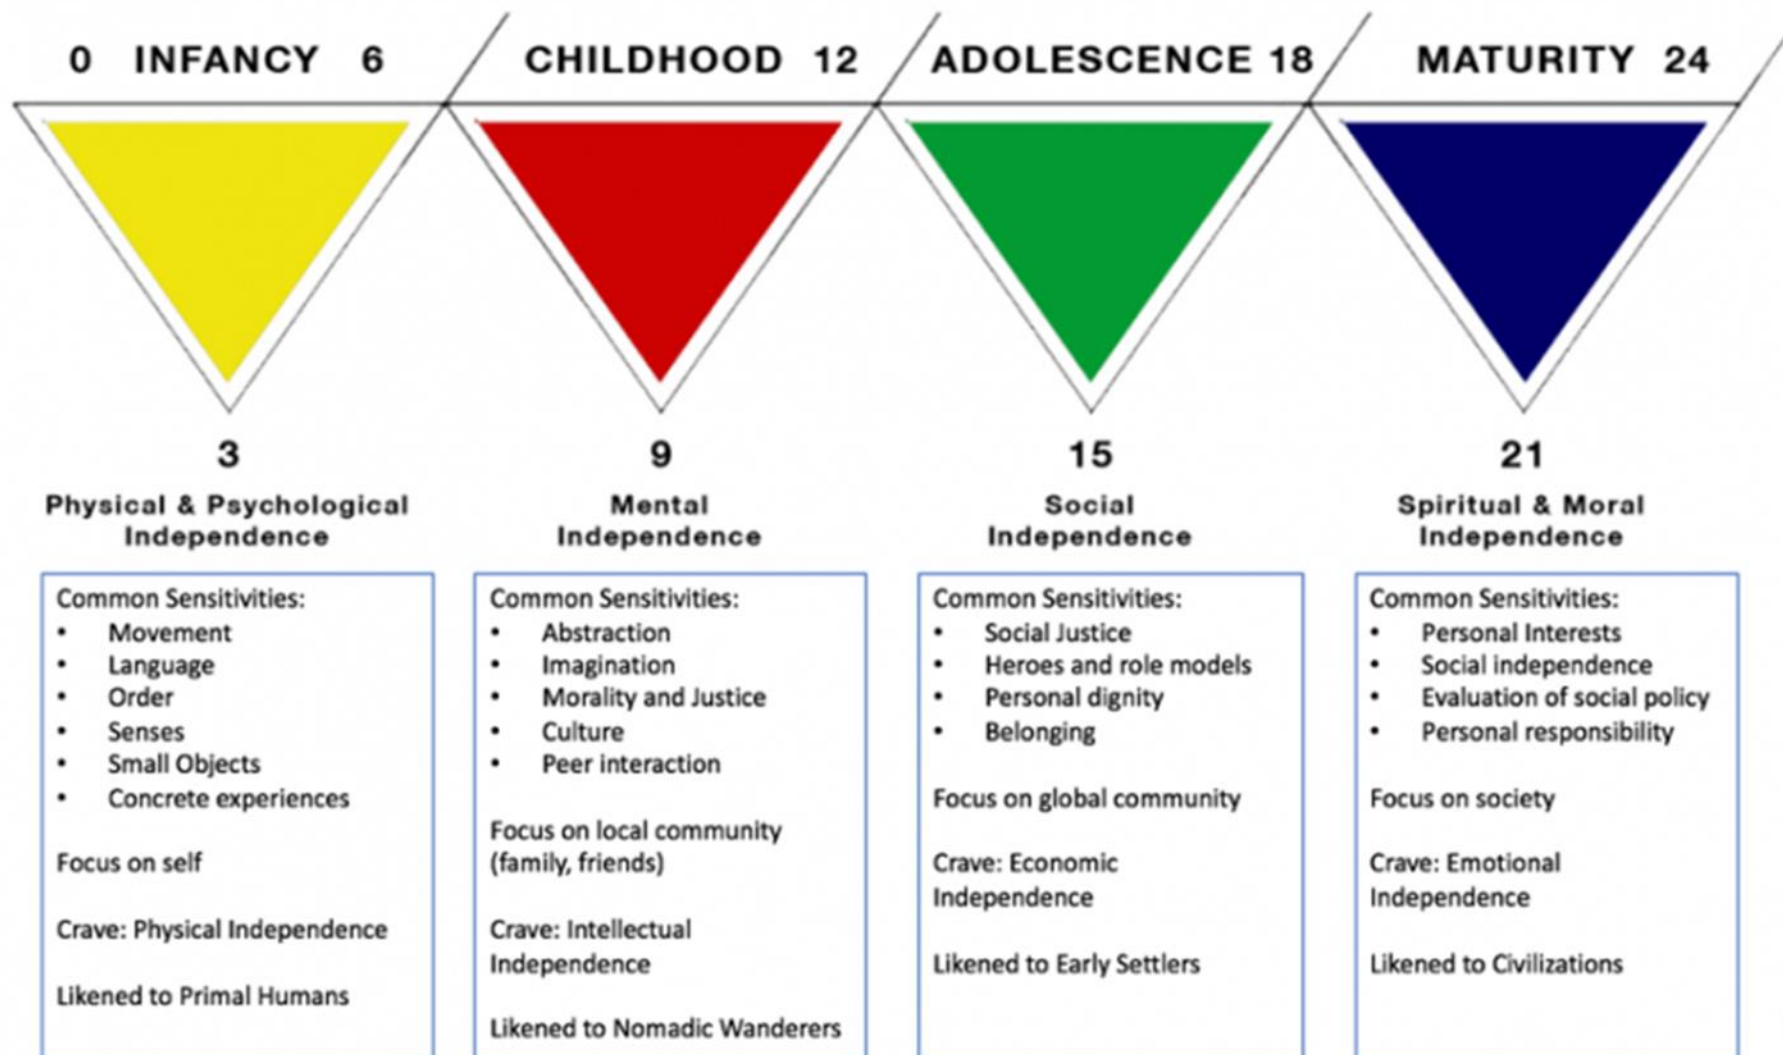 0 INFANCY 6
CHILDHOOD 12
ADOLESCENCE 18
MATURITY 24
3
Physical & Psychological
Independence
Common Sensitivities:
• Movement
• Language
• Order
• Senses
• Small Objects
• Concrete experiences
Focus on self
Crave: Physical Independence
Likened to Primal Humans
9
Mental
Independence
Common Sensitivities:
• Abstraction
• Imagination
• Morality and Justice
• Culture
• Peer interaction
Focus on local community
(family, friends)
Crave: Intellectual
Independence
Likened to Nomadic Wanderers
15
Social
Independence
Common Sensitivities:
• Social Justice
• Heroes and role models
• Personal dignity
• Belonging
Focus on global community
Crave: Economic
Independence
Likened to Early Settlers
21
Spiritual & Moral
Independence
Common Sensitivities:
• Personal Interests
• Social independence
• Evaluation of social policy
• Personal responsibility
Focus on society
Crave: Emotional
Independence
Likened to Civilizations